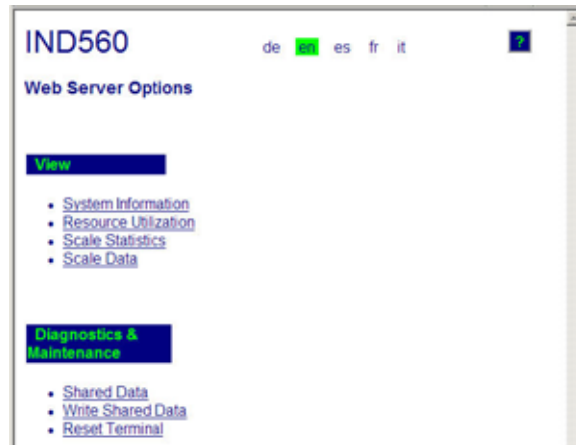 IND560 de en es fr it ?
Web Server Options
View
System Information
Resource Utilization
Scale Statistics
Scale Data
Diagnostics &
Maintenance
Shared Data
Write Shared Data
Reset Terminal